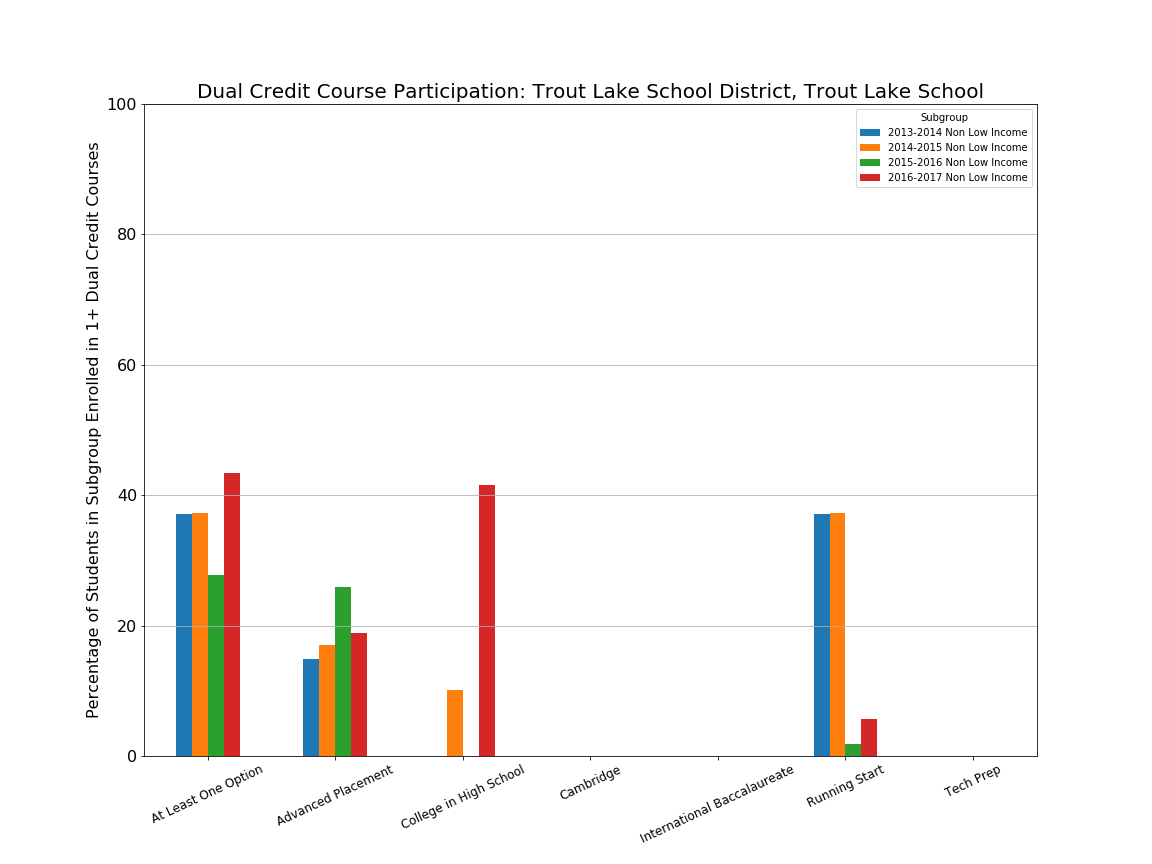 Dual Credit Course Participation: Trout Lake School District, Trout Lake School
Percentage of Students in Subgroup Enrolled in 1+ Dual Credit Courses
100
80
60
40
20
0
Subgroup
2013-2014 Non Low Income
2014-2015 Non Low Income
2015-2016 Non Low Income
2016-2017 Non Low Income
At Least One Option
Advanced Placement
College in High School
Cambridge
International Baccalaureate
Running Start
Tech Prep